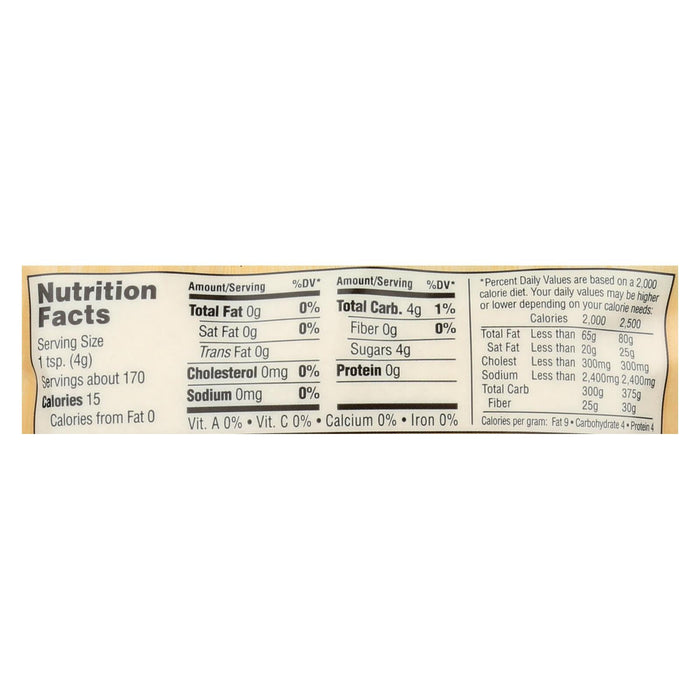 Nutrition
Facts
Serving Size
1 tsp. (4g)
Servings about 170
Calories 15
Calories from Fat 0
Amount/Serving %DV*
Total Fat 0g 0%
Sat Fat 0g 0%
Trans Fat 0g
Cholesterol 0mg 0%
Sodium 0mg 0%
Amount/Serving %DV*
Total Carb. 4g 1%
Fiber 0g 0%
Sugars 4g
Protein 0g
Vit. A 0% • Vit. C 0% • Calcium 0% • Iron 0%
*Percent Daily Values are based on a 2,000
calorie diet. Your daily values may be higher
or lower depending on your calorie needs:
Calories 2,000 2,500
Total Fat Less than 65g 80g
Sat Fat Less than 20g 25g
Cholest Less than 300mg 300mg
Sodium Less than 2,400mg 2,400mg
Total Carb 300g 375g
Fiber 25g 30g
Calories per gram: Fat 9 • Carbohydrate 4 • Protein 4